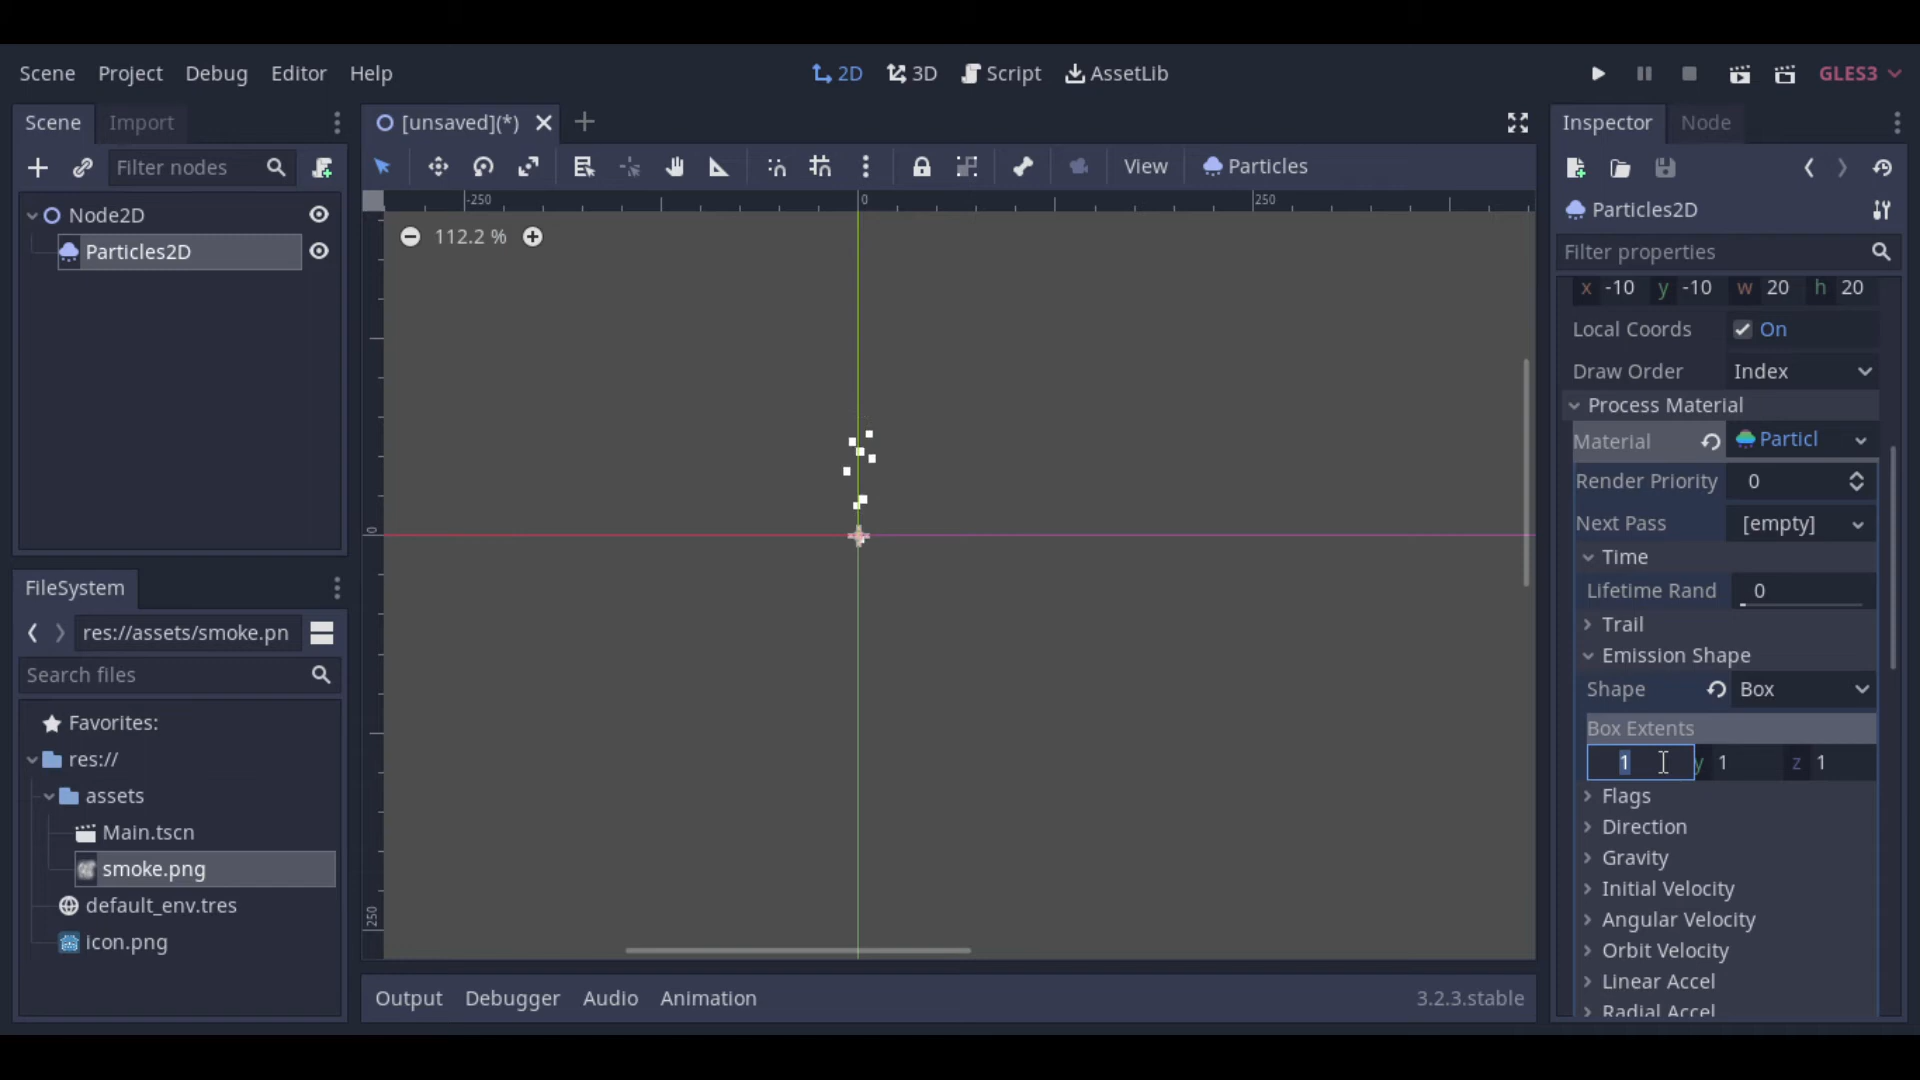 Scene Project Debug Editor Help
2D 3D Script AssetLib
GLES3
Scene Import
Filter nodes
Node2D
Particles2D
FileSystem
res://assets/smoke.pn
Search files
Favorites:
res://
assets
Main.tscn
smoke.png
default_env.tres
icon.png
[unsaved](*)
View Particles
-250 0 250
112.2 %
0
250
Output Debugger Audio Animation 3.2.3.stable
Inspector Node
Particles2D
Filter properties
x -10 y -10 w 20 h 20
Local Coords On
Draw Order Index
Process Material
Material Particl
Render Priority 0
Next Pass [empty]
Time
Lifetime Rand 0
Trail
Emission Shape
Shape Box
Box Extents
1 y 1 z 1
Flags
Direction
Gravity
Initial Velocity
Angular Velocity
Orbit Velocity
Linear Accel
Radial Accel